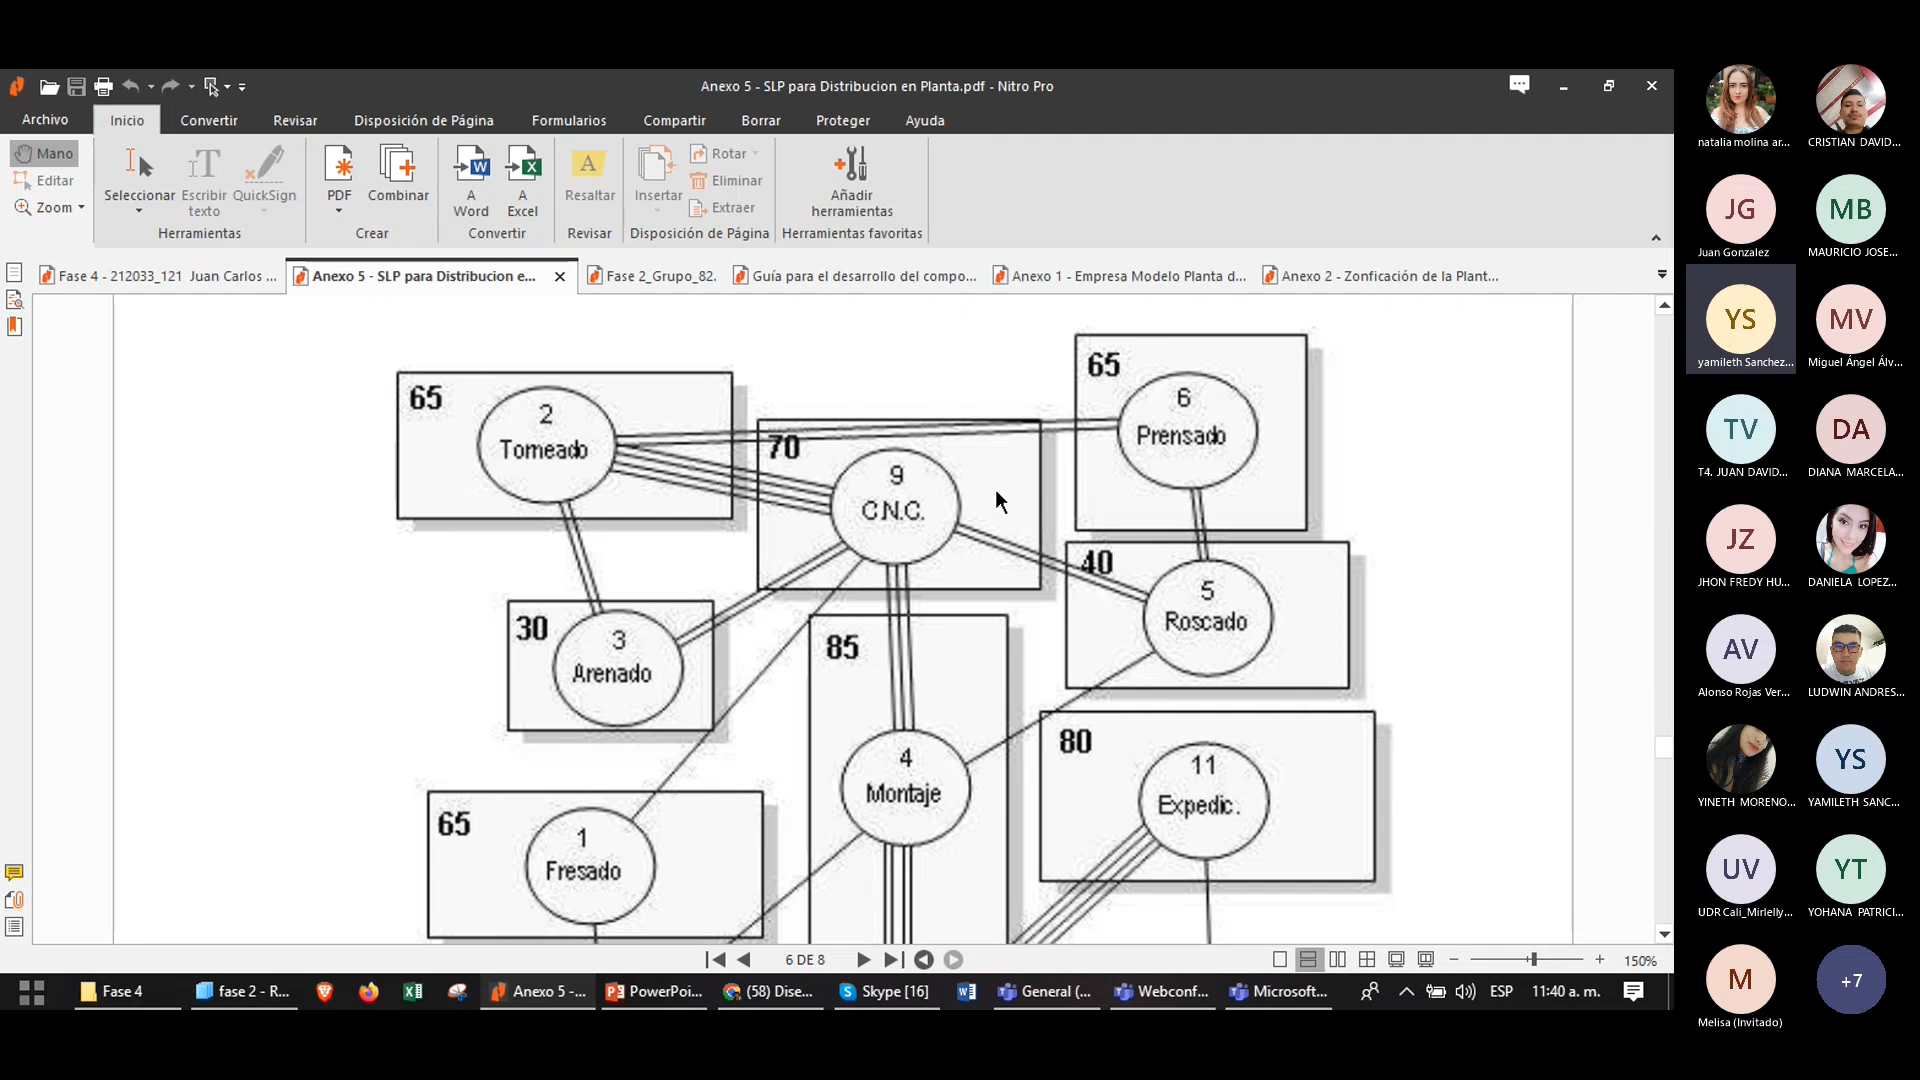 Anexo 5 - SLP para Distribucion en Planta.pdf - Nitro Pro
Archivo Inicio Convertir Revisar Disposición de Página Formularios Compartir Borrar Proteger Ayuda
Mano
Editar
Zoom
Seleccionar
Escribir texto
QuickSign
Herramientas
PDF
Combinar
Crear
A Word
A Excel
Convertir
Resaltar
Revisar
Insertar
Rotar
Eliminar
Extraer
Disposición de Página
Añadir herramientas
Herramientas favoritas
Fase 4 - 212033_121 Juan Carlos ...
Anexo 5 - SLP para Distribucion e...
Fase 2_Grupo_82.
Guía para el desarrollo del compo...
Anexo 1 - Empresa Modelo Planta d...
Anexo 2 - Zonficación de la Plant...
65
2
Torneado
70
9
C.N.C.
65
6
Prensado
40
5
Roscado
30
3
Arenado
85
4
Montaje
80
11
Expedic.
65
1
Fresado
6 DE 8
150%
Fase 4
fase 2 - R...
Anexo 5 -...
PowerPoi...
(58) Dise...
Skype [16]
General (...
Webconf...
Microsoft...
ESP
11:40 a. m.
natalia molina ar...
CRISTIAN DAVID...
JG
Juan Gonzalez
MB
MAURICIO JOSE...
YS
yamileth Sanchez...
MV
Miguel Ángel Álv...
TV
T4. JUAN DAVID...
DA
DIANA MARCELA...
JZ
JHON FREDY HU...
DANIELA LOPEZ...
AV
Alonso Rojas Ver...
LUDWIN ANDRES...
YINETH MORENO...
YS
YAMILETH SANC...
UV
UDR Cali_Mirlelly...
YT
YOHANA PATRICI...
M
Melisa (Invitado)
+7